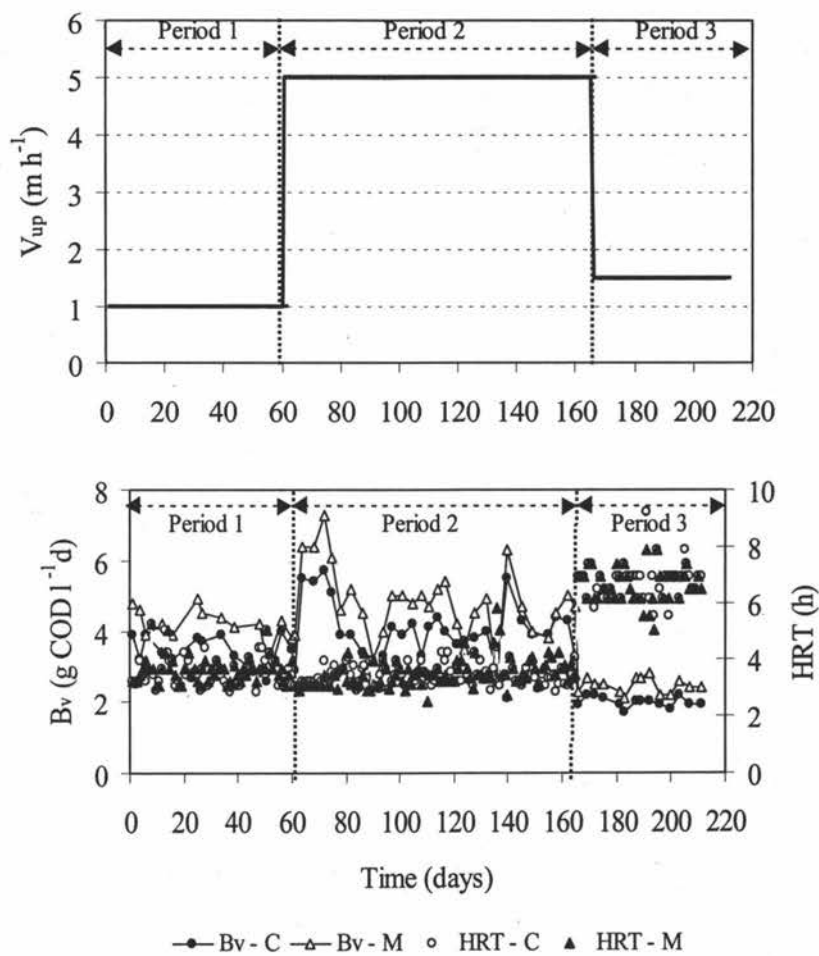 Period 1 Period 2 Period 3
V_up (m h⁻¹)
6
5
4
3
2
1
0
0 20 40 60 80 100 120 140 160 180 200 220
Period 1 Period 2 Period 3
B_v (g COD l⁻¹ d)
8
6
4
2
0
HRT (h)
10
8
6
4
2
0
0 20 40 60 80 100 120 140 160 180 200 220
Time (days)
Bv - C Bv - M HRT - C HRT - M